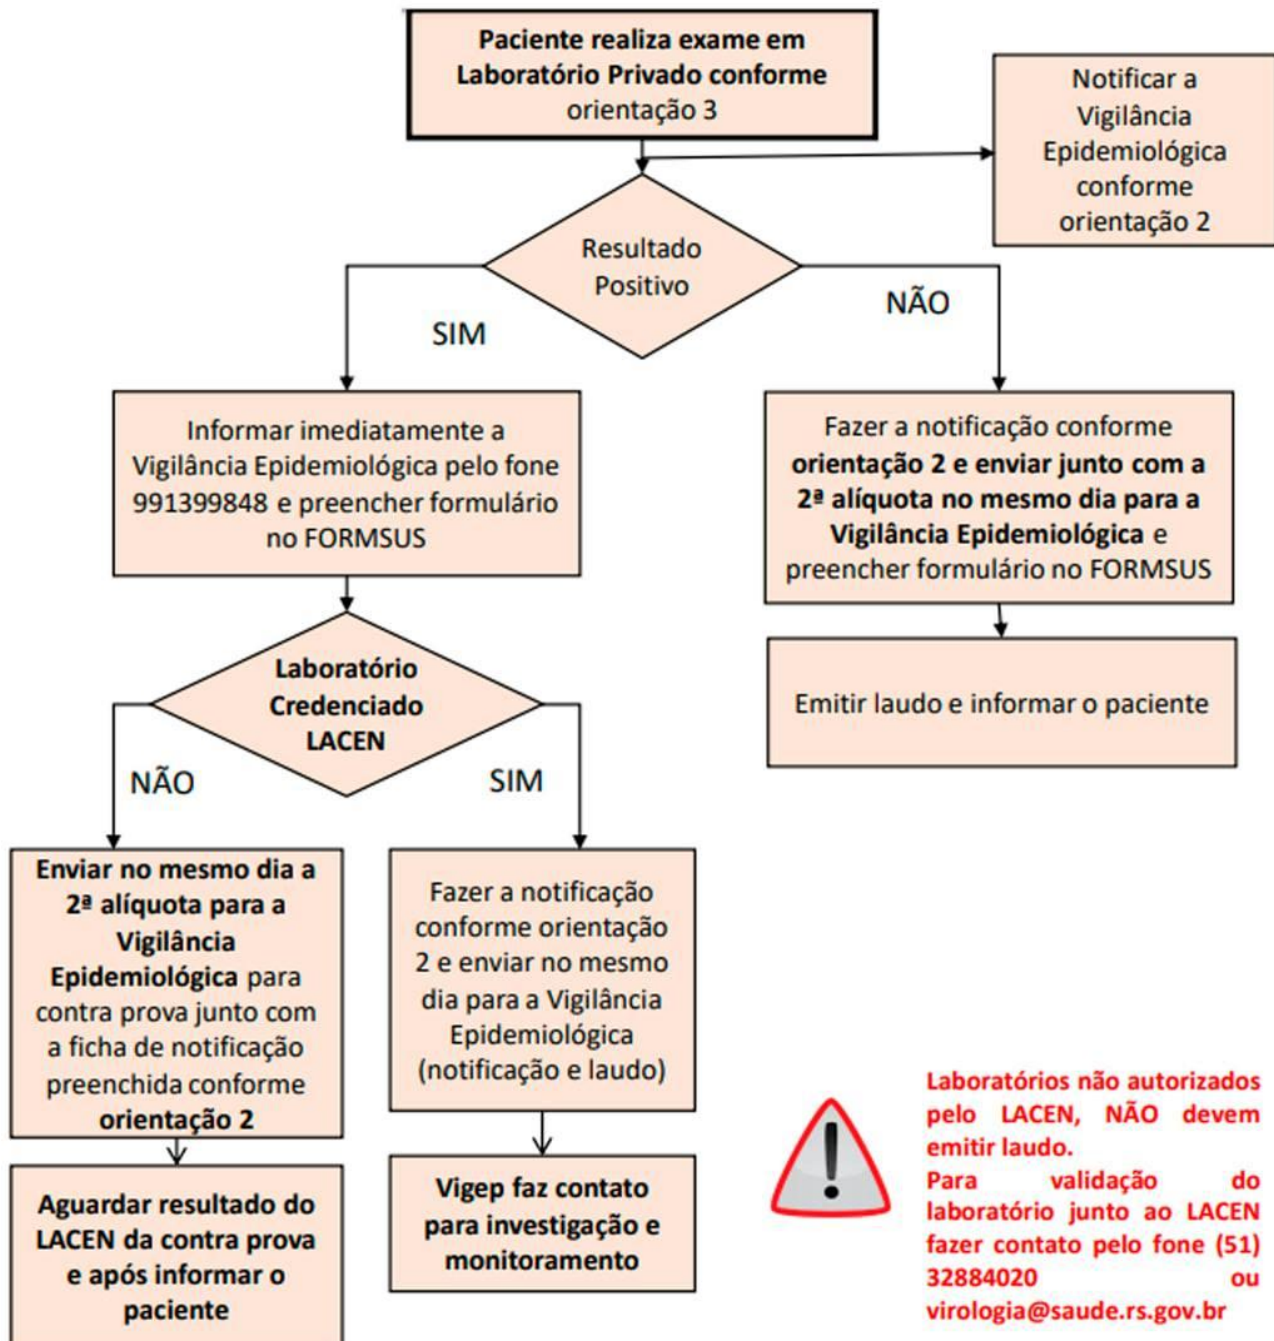 Paciente realiza exame em
Laboratório Privado conforme
orientação 3
Notificar a
Vigilância
Epidemiológica
conforme
orientação 2
Resultado
Positivo
SIM
NÃO
Informar imediatamente a
Vigilância Epidemiológica pelo fone
991399848 e preencher formulário
no FORMSUS
Fazer a notificação conforme
orientação 2 e enviar junto com a
2ª alíquota no mesmo dia para a
Vigilância Epidemiológica e
preencher formulário no FORMSUS
Laboratório
Credenciado
LACEN
Emitir laudo e informar o paciente
NÃO
SIM
Enviar no mesmo dia a
2ª alíquota para a
Vigilância
Epidemiológica para
contra prova junto com
a ficha de notificação
preenchida conforme
orientação 2
Fazer a notificação
conforme orientação
2 e enviar no mesmo
dia para a Vigilância
Epidemiológica
(notificação e laudo)
Aguardar resultado do
LACEN da contra prova
e após informar o
paciente
Vigep faz contato
para investigação e
monitoramento
Laboratórios não autorizados
pelo LACEN, NÃO devem
emitir laudo.
Para validação do
laboratório junto ao LACEN
fazer contato pelo fone (51)
32884020 ou
virologia@saude.rs.gov.br